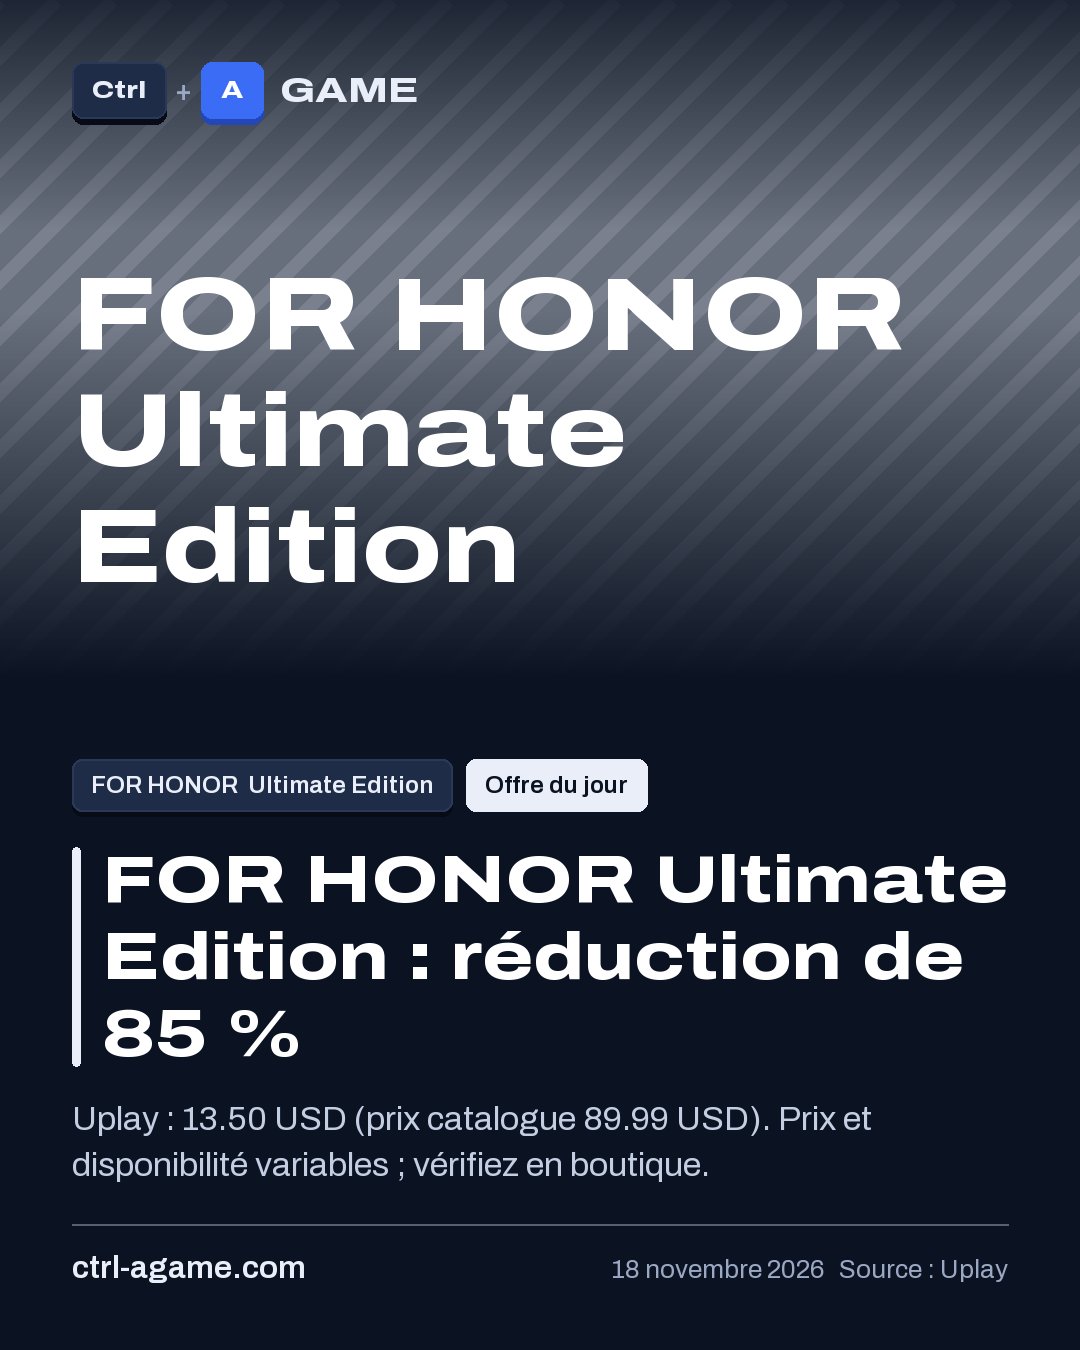 Ctrl + A GAME
FOR HONOR
Ultimate
Edition
FOR HONOR Ultimate Edition
Offre du jour
FOR HONOR Ultimate
Edition : réduction de
85 %
Uplay : 13.50 USD (prix catalogue 89.99 USD). Prix et
disponibilité variables ; vérifiez en boutique.
ctrl-agame.com
18 novembre 2026 Source : Uplay